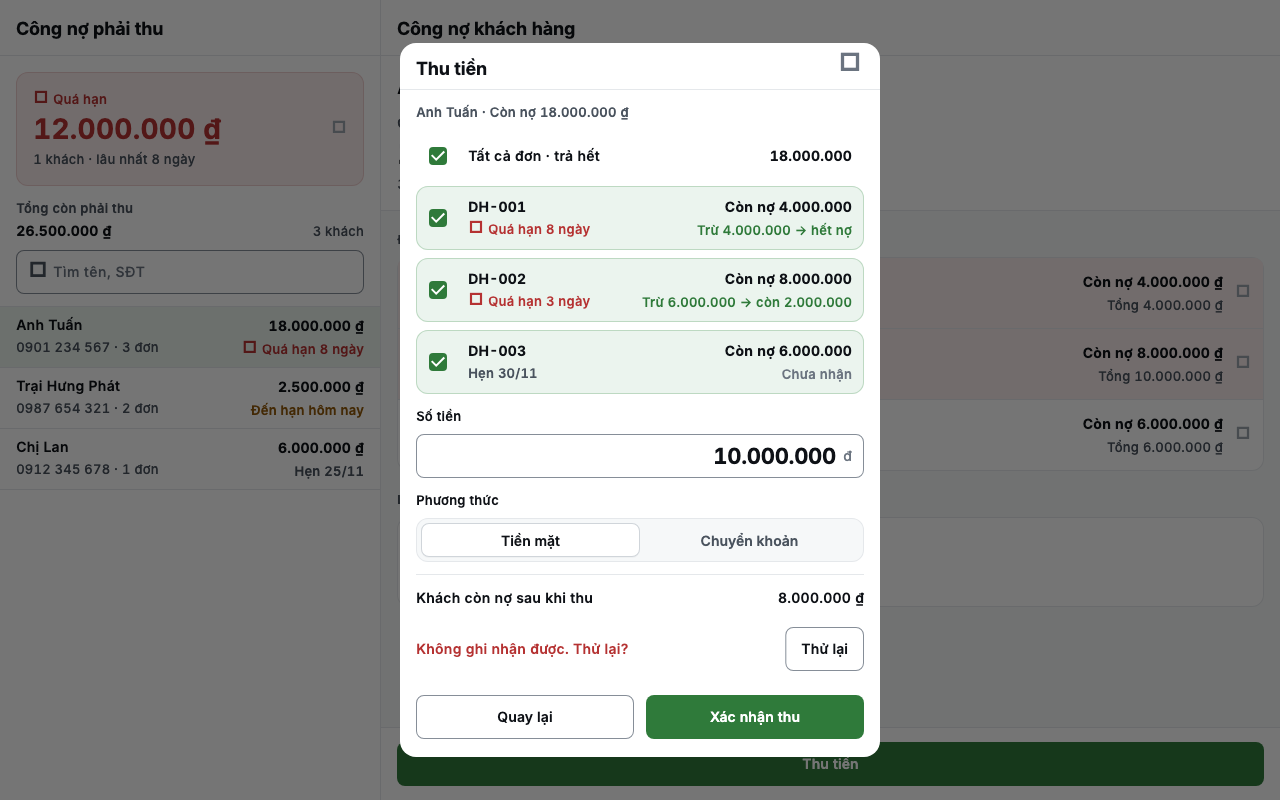 Công nợ phải thu
Quá hạn
12.000.000 ₫
1 khách · lâu nhất 8 ngày
Tổng còn phải thu
26.500.000 ₫
3 khách
Tìm tên, SĐT
Anh Tuấn
18.000.000 ₫
0901 234 567 · 3 đơn
Quá hạn 8 ngày
Trại Hưng Phát
2.500.000 ₫
0987 654 321 · 2 đơn
Đến hạn hôm nay
Chị Lan
6.000.000 ₫
0912 345 678 · 1 đơn
Hẹn 25/11
Công nợ khách hàng
Thu tiền
Anh Tuấn · Còn nợ 18.000.000 ₫
Tất cả đơn · trả hết
18.000.000
DH-001
Còn nợ 4.000.000
Quá hạn 8 ngày
Trừ 4.000.000 → hết nợ
DH-002
Còn nợ 8.000.000
Quá hạn 3 ngày
Trừ 6.000.000 → còn 2.000.000
DH-003
Còn nợ 6.000.000
Hẹn 30/11
Chưa nhận
Số tiền
10.000.000 đ
Phương thức
Tiền mặt
Chuyển khoản
Khách còn nợ sau khi thu
8.000.000 ₫
Không ghi nhận được. Thử lại?
Thử lại
Quay lại
Xác nhận thu
Còn nợ 4.000.000 ₫
Tổng 4.000.000 ₫
Còn nợ 8.000.000 ₫
Tổng 10.000.000 ₫
Còn nợ 6.000.000 ₫
Tổng 6.000.000 ₫
Thu tiền